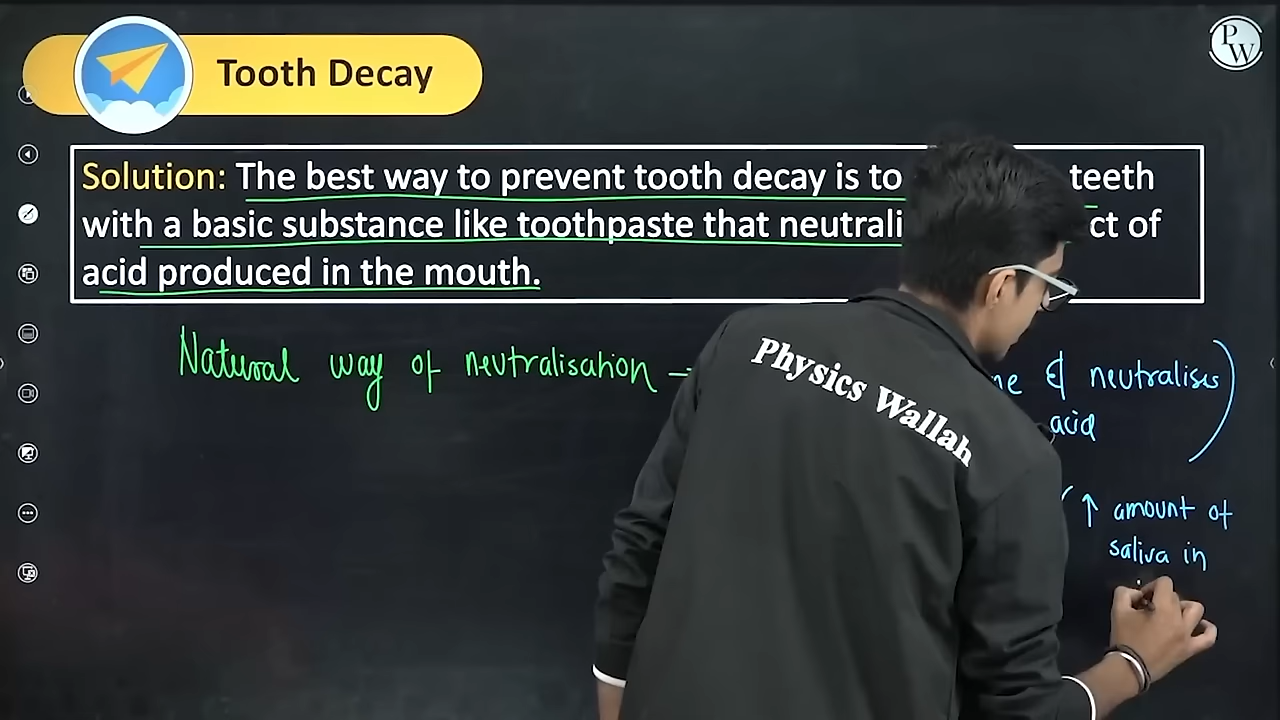 P
W
Tooth Decay
Solution: The best way to prevent tooth decay is to teeth
with a basic substance like toothpaste that neutrali ct of
acid produced in the mouth.
Natural way of neutralisation → ne & neutralises
acid
↑ amount of
saliva in
Physics Wallah